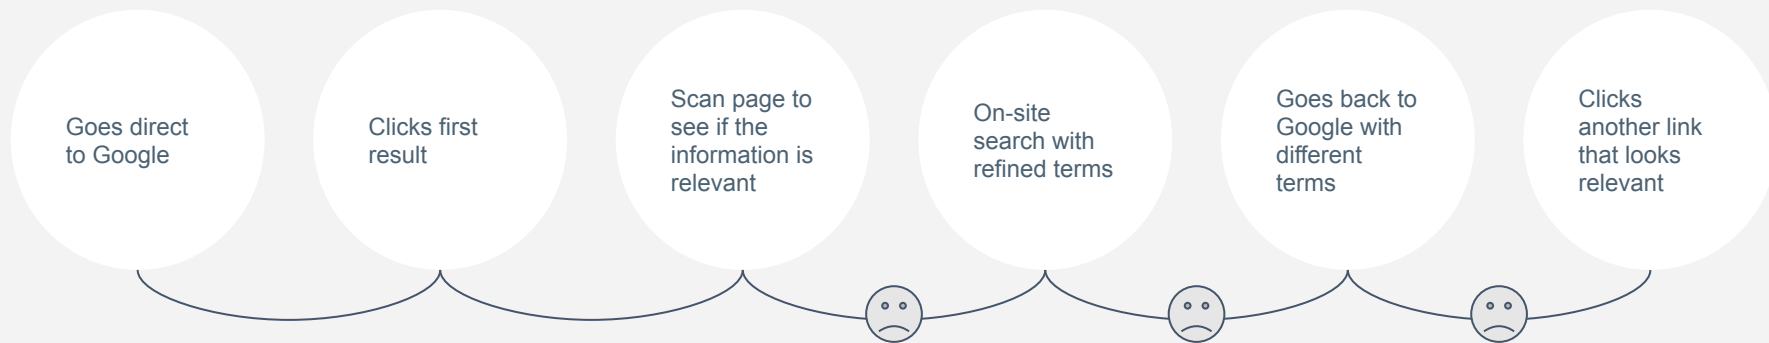 Goes direct
to Google
Clicks first
result
Scan page to
see if the
information is
relevant
On-site
search with
refined terms
Goes back to
Google with
different
terms
Clicks
another link
that looks
relevant